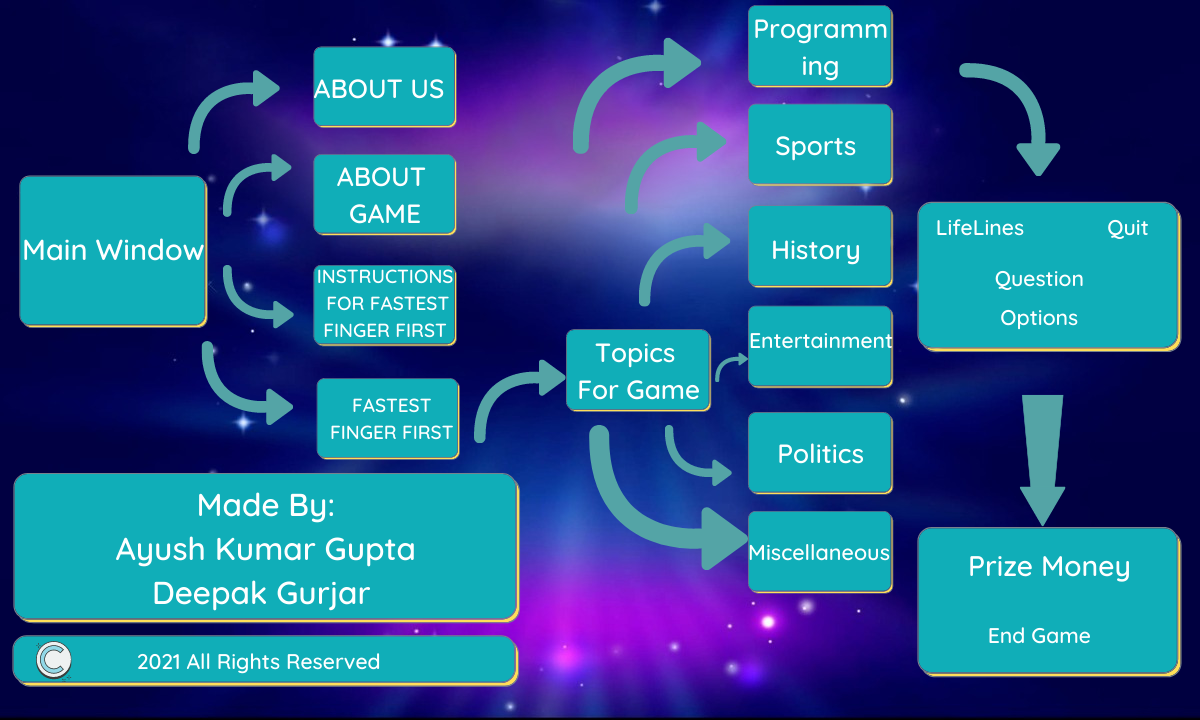 Main Window
ABOUT US
ABOUT
GAME
INSTRUCTIONS
FOR FASTEST
FINGER FIRST
FASTEST
FINGER FIRST
Topics
For Game
Programm
ing
Sports
History
Entertainment
Politics
Miscellaneous
LifeLines Quit
Question
Options
Prize Money
End Game
Made By:
Ayush Kumar Gupta
Deepak Gurjar
© 2021 All Rights Reserved